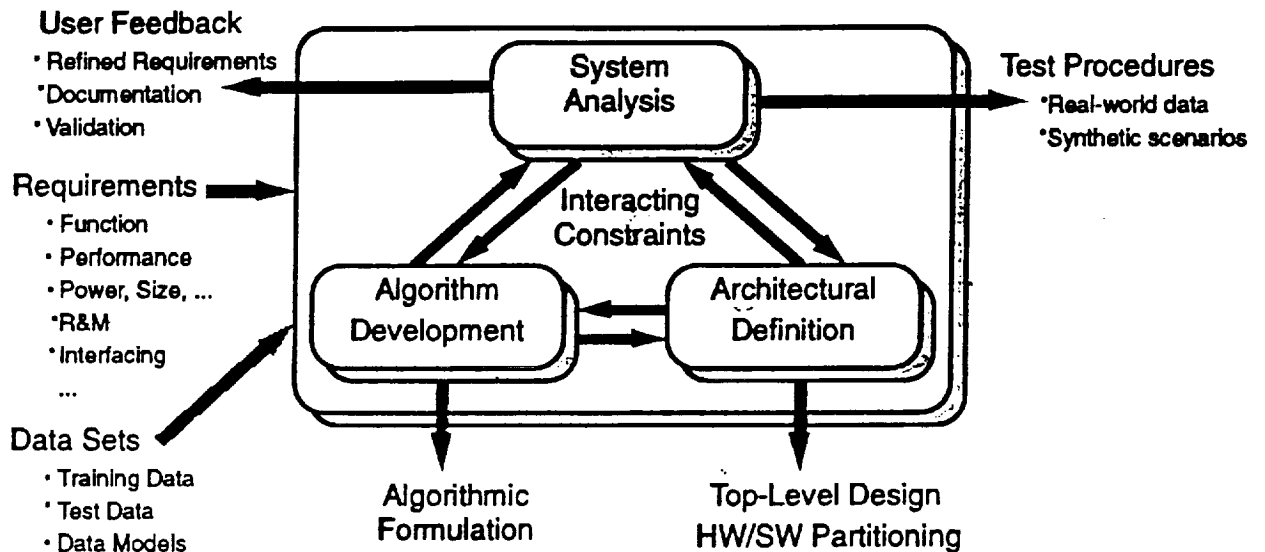 User Feedback
• Refined Requirements
• Documentation
• Validation
Requirements
• Function
• Performance
• Power, Size, ...
• R&M
• Interfacing
...
Data Sets
• Training Data
• Test Data
• Data Models
System
Analysis
Interacting
Constraints
Algorithm
Development
Architectural
Definition
Test Procedures
• Real-world data
• Synthetic scenarios
Algorithmic
Formulation
Top-Level Design
HW/SW Partitioning